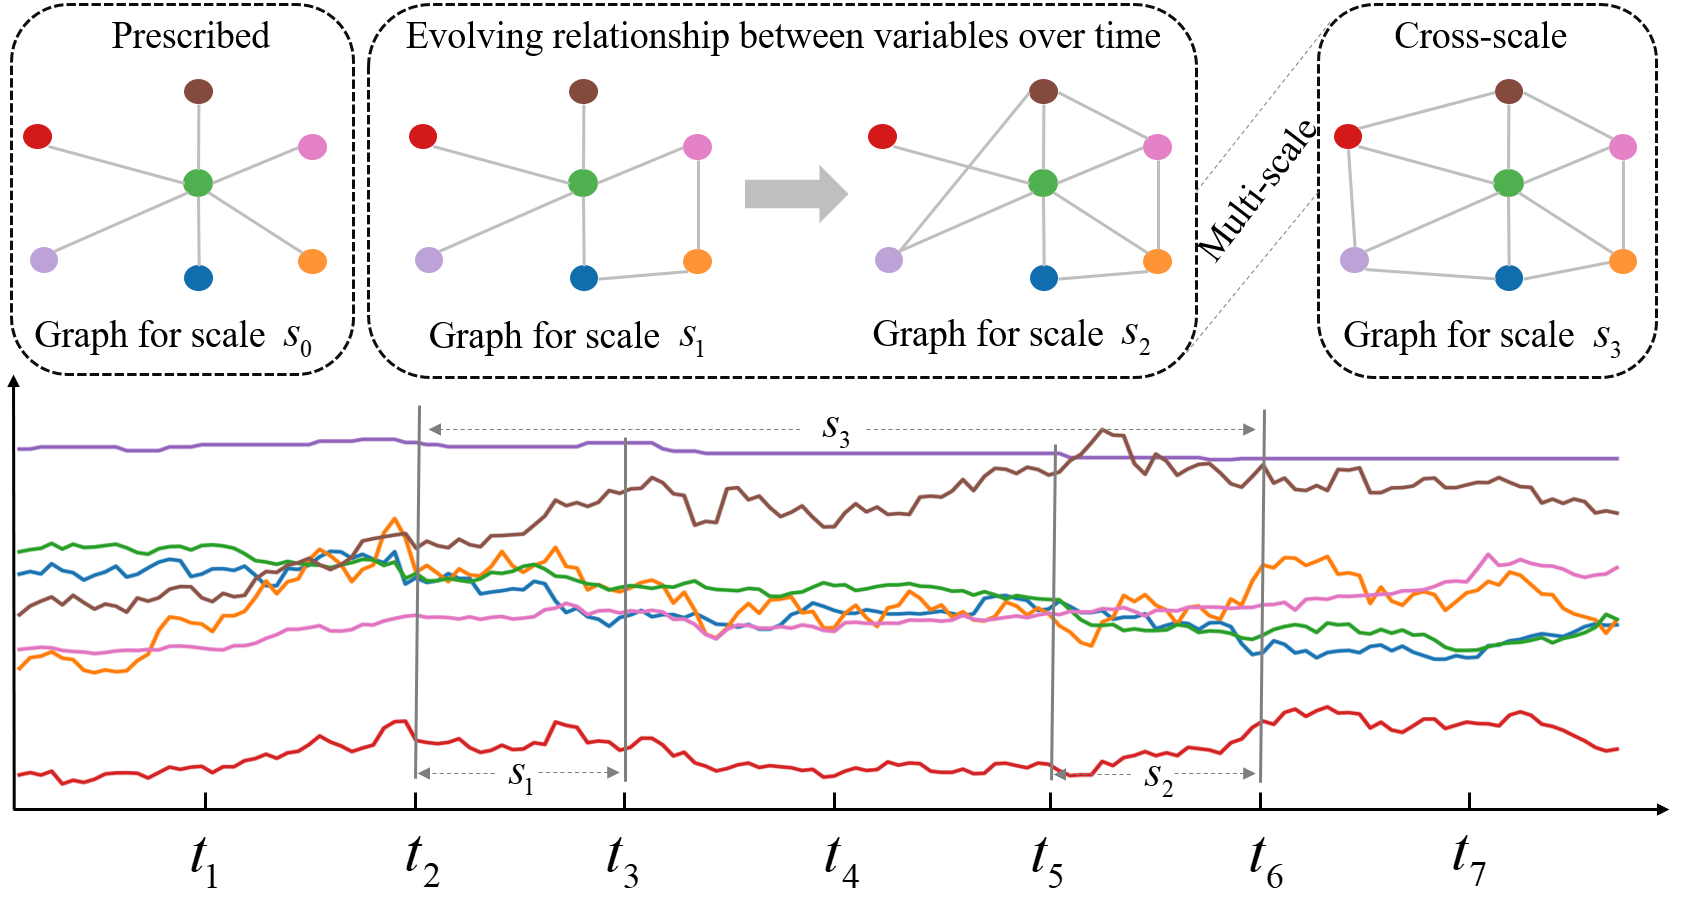 Prescribed
Graph for scale s0
Evolving relationship between variables over time
Graph for scale s1
Graph for scale s2
Multi-scale
Cross-scale
Graph for scale s3
s3
s1
s2
t1 t2 t3 t4 t5 t6 t7